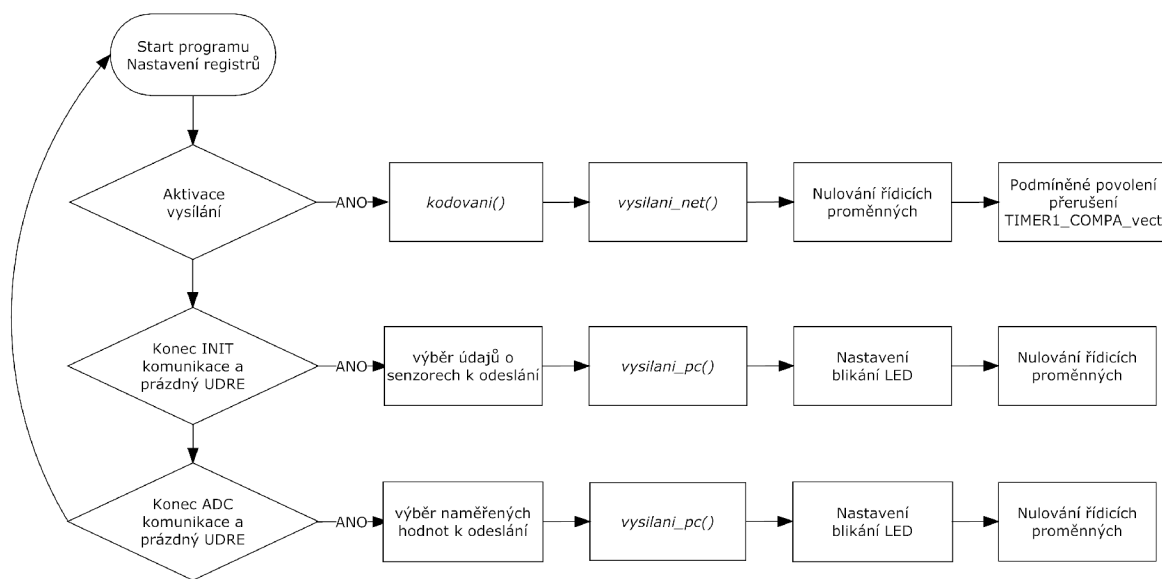 Start programu
Nastavení registrů
Aktivace
vysílání
ANO
kodovani()
vysilani_net()
Nulování řídicích
proměnných
Podmíněné povolení
přerušení
TIMER1_COMPA_vect
Konec INIT
komunikace a
prázdný UDRE
ANO
výběr údajů o
senzorech k odeslání
vysilani_pc()
Nastavení
blikání LED
Nulování řídicích
proměnných
Konec ADC
komunikace a
prázdný UDRE
ANO
výběr naměřených
hodnot k odeslání
vysilani_pc()
Nastavení
blikání LED
Nulování řídicích
proměnných